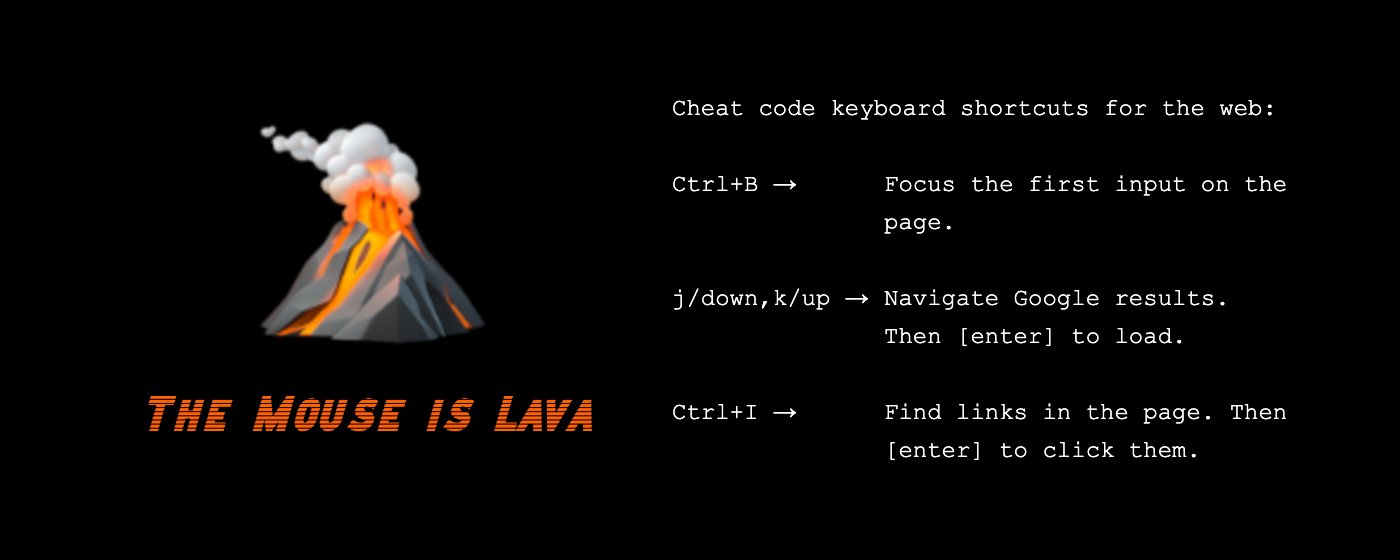 The Mouse is Lava
Cheat code keyboard shortcuts for the web:
Ctrl+B → Focus the first input on the
page.
j/down,k/up → Navigate Google results.
Then [enter] to load.
Ctrl+I → Find links in the page. Then
[enter] to click them.